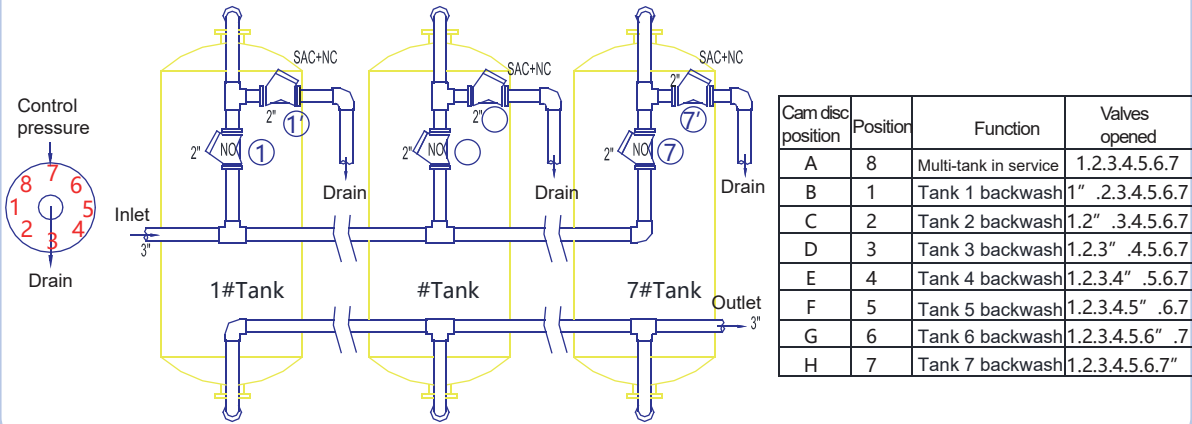 Control
pressure
8 7 6
1 5
2 3 4
Drain
Inlet
3"
SAC+NC
2" 1'
2" NO 1
Drain
1#Tank
SAC+NC
2"
2" NO
Drain
#Tank
SAC+NC
2"
7'
2" NO 7
Drain
7#Tank
Outlet
3"
Cam disc position Position Function Valves opened
A 8 Multi-tank in service 1.2.3.4.5.6.7
B 1 Tank 1 backwash 1" .2.3.4.5.6.7
C 2 Tank 2 backwash 1.2" .3.4.5.6.7
D 3 Tank 3 backwash 1.2.3" .4.5.6.7
E 4 Tank 4 backwash 1.2.3.4" .5.6.7
F 5 Tank 5 backwash 1.2.3.4.5" .6.7
G 6 Tank 6 backwash 1.2.3.4.5.6" .7
H 7 Tank 7 backwash 1.2.3.4.5.6.7"